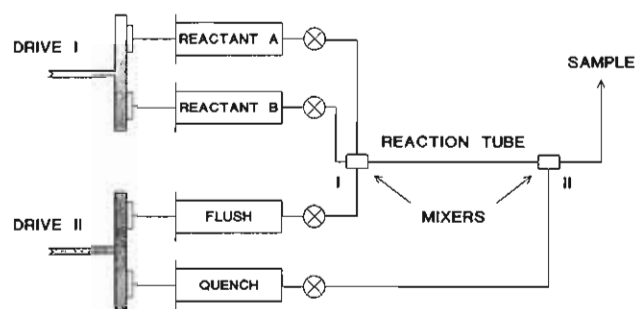 DRIVE I
REACTANT A
REACTANT B
SAMPLE
REACTION TUBE
I
II
MIXERS
DRIVE II
FLUSH
QUENCH